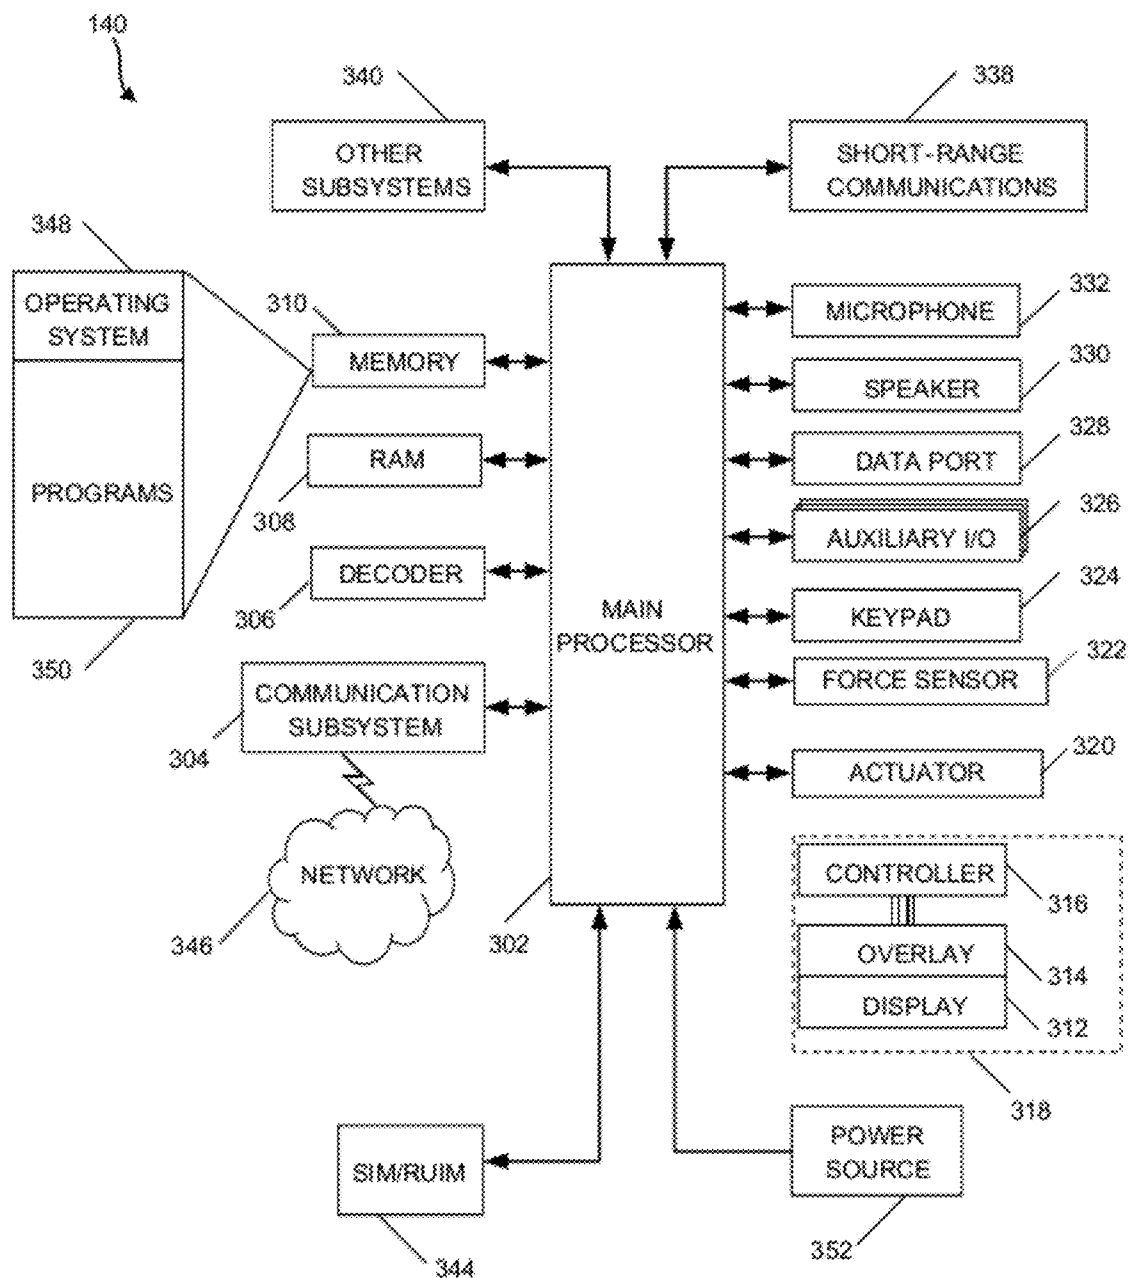 140
340
338
OTHER
SUBSYSTEMS
SHORT-RANGE
COMMUNICATIONS
348
OPERATING
SYSTEM
310
MEMORY
332
MICROPHONE
330
SPEAKER
RAM
308
328
DATA PORT
PROGRAMS
326
AUXILIARY I/O
DECODER
306
324
KEYPAD
MAIN
PROCESSOR
350
322
FORCE SENSOR
COMMUNICATION
SUBSYSTEM
304
320
ACTUATOR
NETWORK
346
302
CONTROLLER
316
OVERLAY
314
DISPLAY
312
318
SIM/RUIM
344
POWER
SOURCE
352